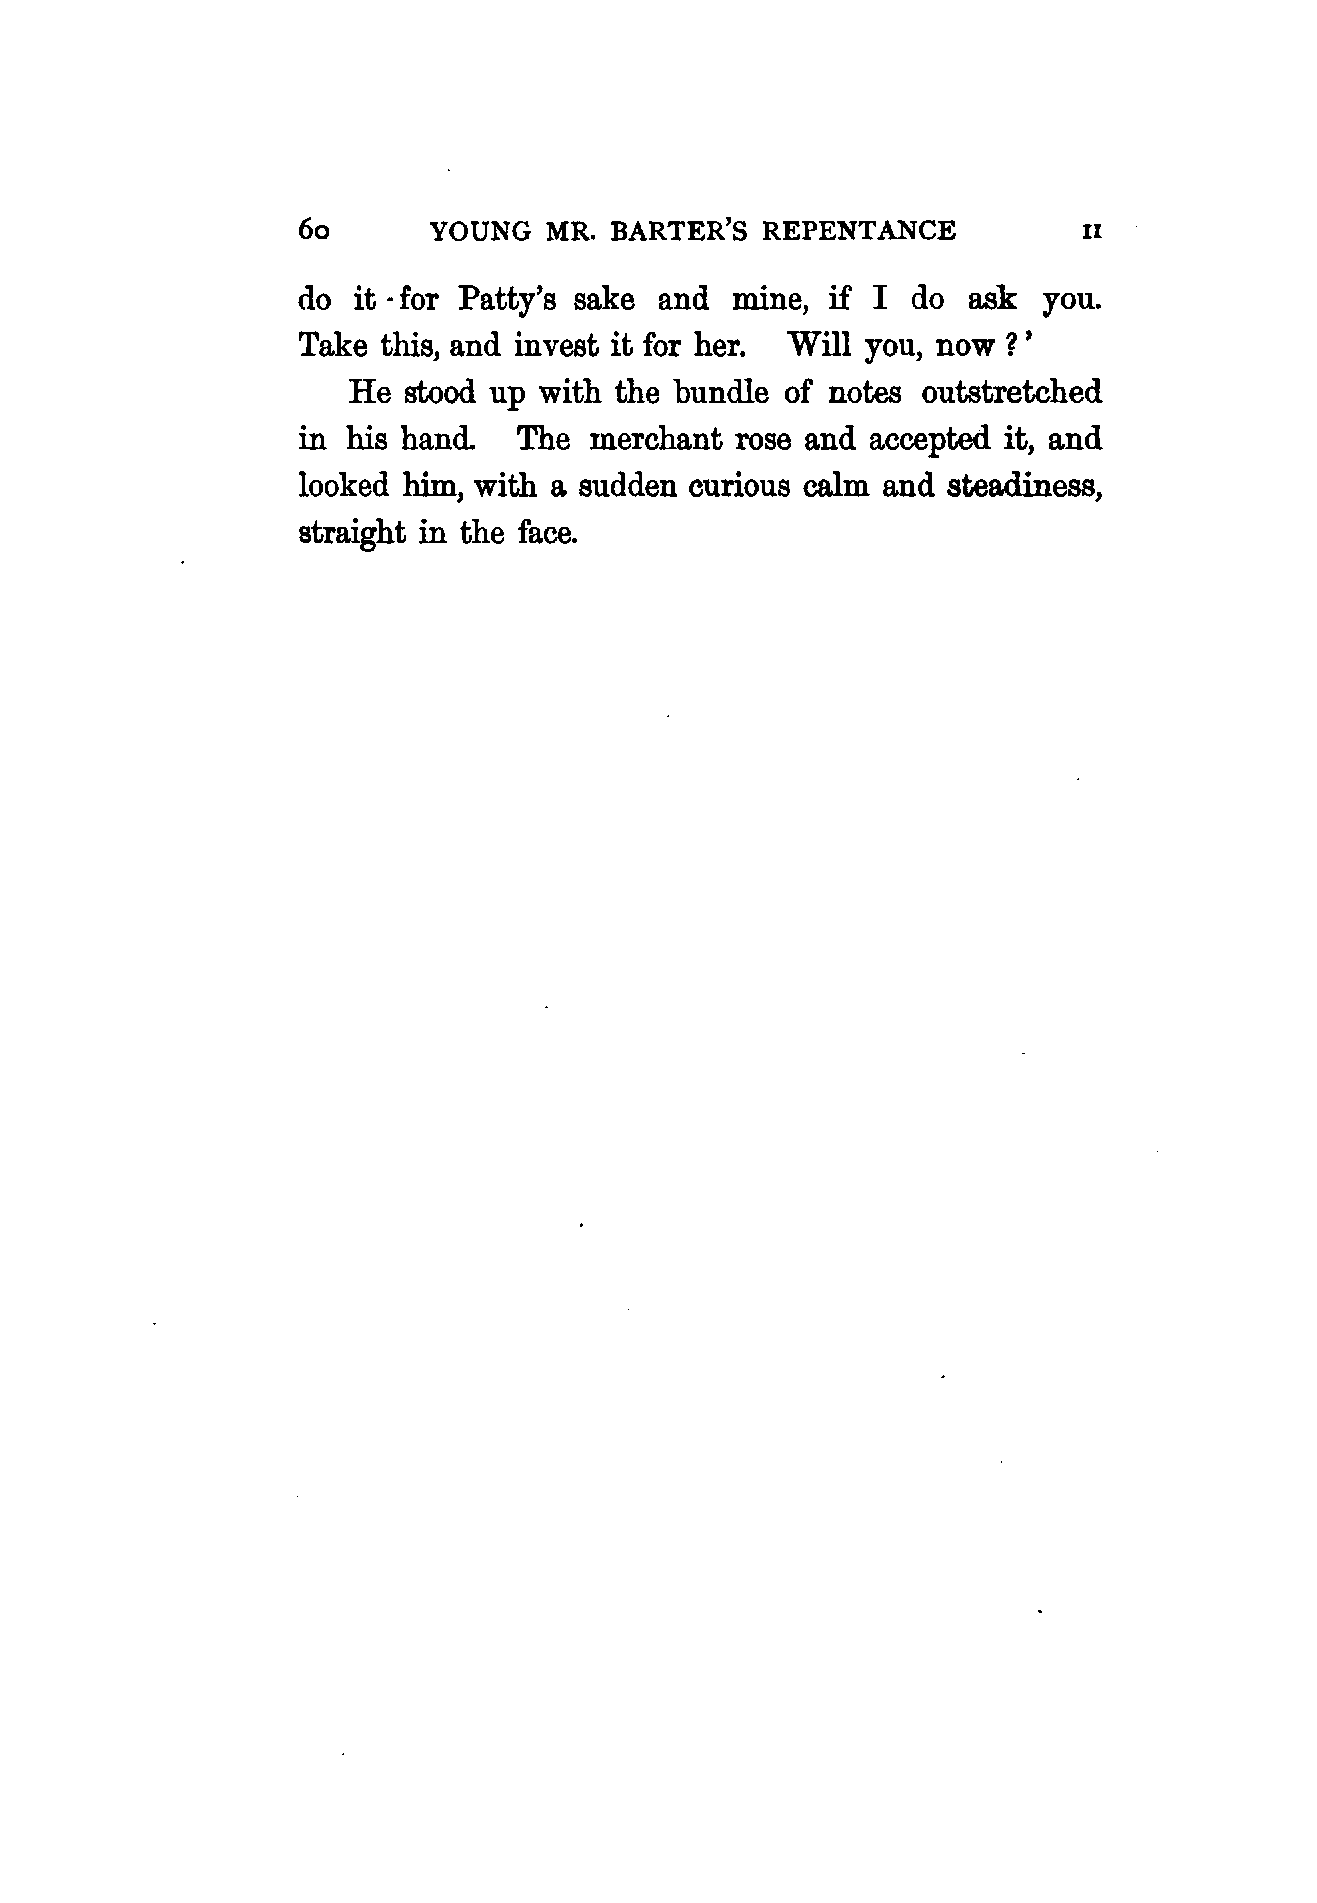 60 YOUNG MR. BARTER'S REPENTANCE II
do it for Patty's sake and mine, if I do ask you.
Take this, and invest it for her. Will you, now ?'
He stood up with the bundle of notes outstretched
in his hand. The merchant rose and accepted it, and
looked him, with a sudden curious calm and steadiness,
straight in the face.